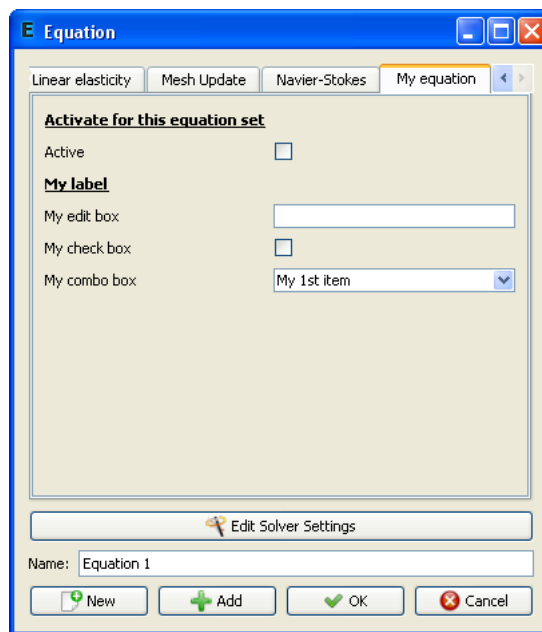 E Equation
Linear elasticity Mesh Update Navier-Stokes My equation
Activate for this equation set
Active
My label
My edit box
My check box
My combo box My 1st item
Edit Solver Settings
Name: Equation 1
New Add OK Cancel